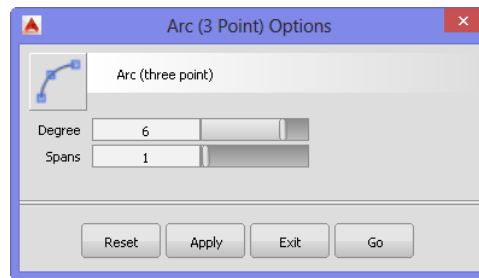 Arc (3 Point) Options
Arc (three point)
Degree 6
Spans 1
Reset Apply Exit Go